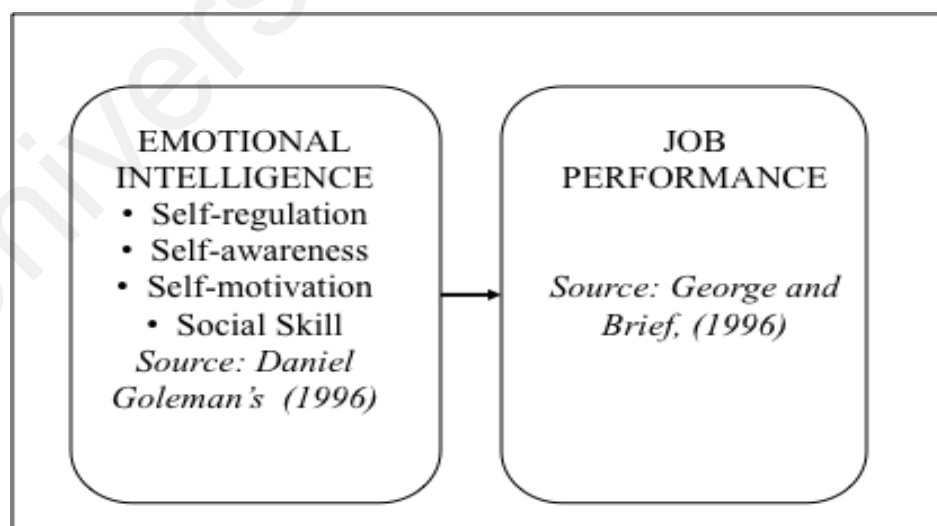 EMOTIONAL
INTELLIGENCE
• Self-regulation
• Self-awareness
• Self-motivation
• Social Skill
Source: Daniel
Goleman’s (1996)
JOB
PERFORMANCE
Source: George and
Brief, (1996)